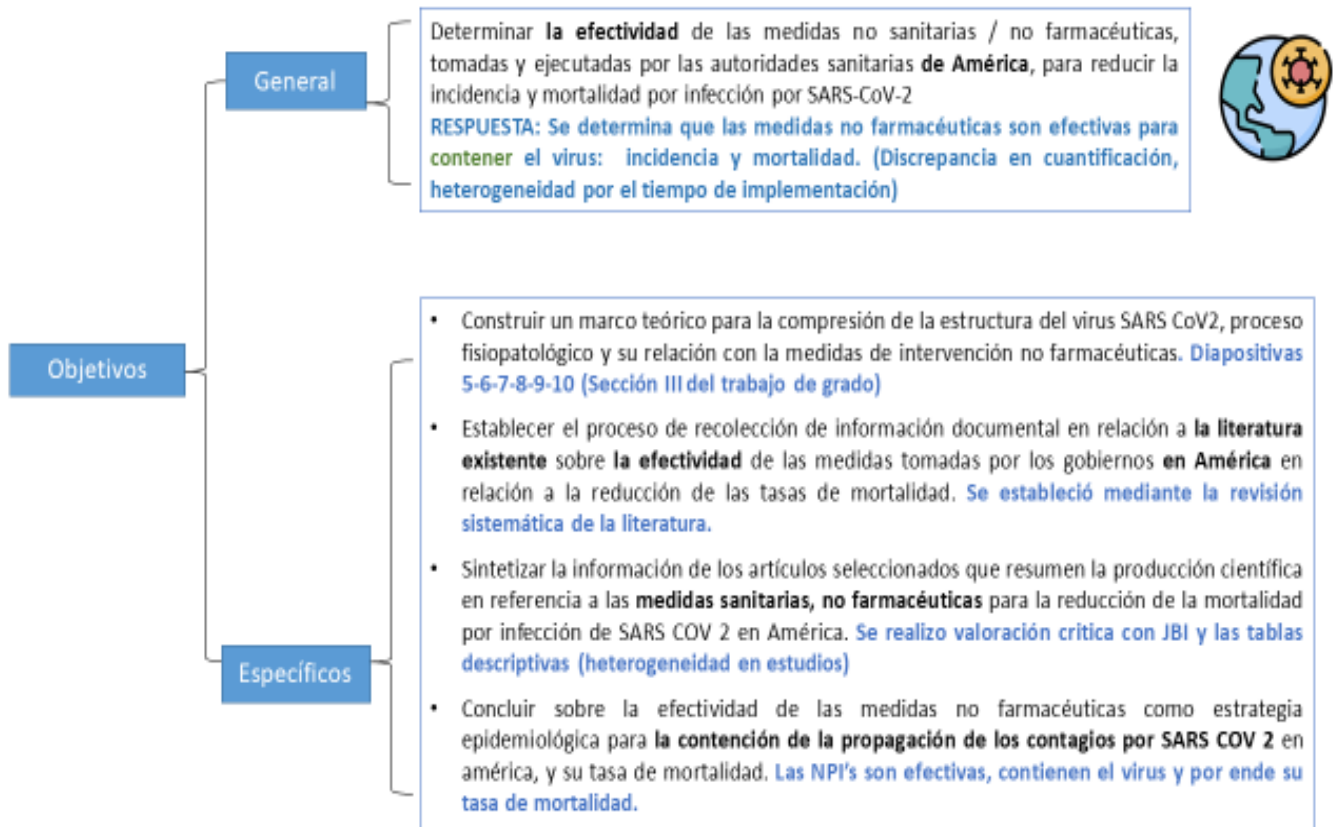 Objetivos
General
Determinar la efectividad de las medidas no sanitarias / no farmacéuticas,
tomadas y ejecutadas por las autoridades sanitarias de América, para reducir la
incidencia y mortalidad por infección por SARS-CoV-2
RESPUESTA: Se determina que las medidas no farmacéuticas son efectivas para
contener el virus: incidencia y mortalidad. (Discrepancia en cuantificación,
heterogeneidad por el tiempo de implementación)
Específicos
• Construir un marco teórico para la compresión de la estructura del virus SARS CoV2, proceso
fisiopatológico y su relación con la medidas de intervención no farmacéuticas. Diapositivas
5-6-7-8-9-10 (Sección III del trabajo de grado)
• Establecer el proceso de recolección de información documental en relación a la literatura
existente sobre la efectividad de las medidas tomadas por los gobiernos en América en
relación a la reducción de las tasas de mortalidad. Se estableció mediante la revisión
sistemática de la literatura.
• Sintetizar la información de los artículos seleccionados que resumen la producción científica
en referencia a las medidas sanitarias, no farmacéuticas para la reducción de la mortalidad
por infección de SARS COV 2 en América. Se realizo valoración critica con JBI y las tablas
descriptivas (heterogeneidad en estudios)
• Concluir sobre la efectividad de las medidas no farmacéuticas como estrategia
epidemiológica para la contención de la propagación de los contagios por SARS COV 2 en
américa, y su tasa de mortalidad. Las NPI's son efectivas, contienen el virus y por ende su
tasa de mortalidad.